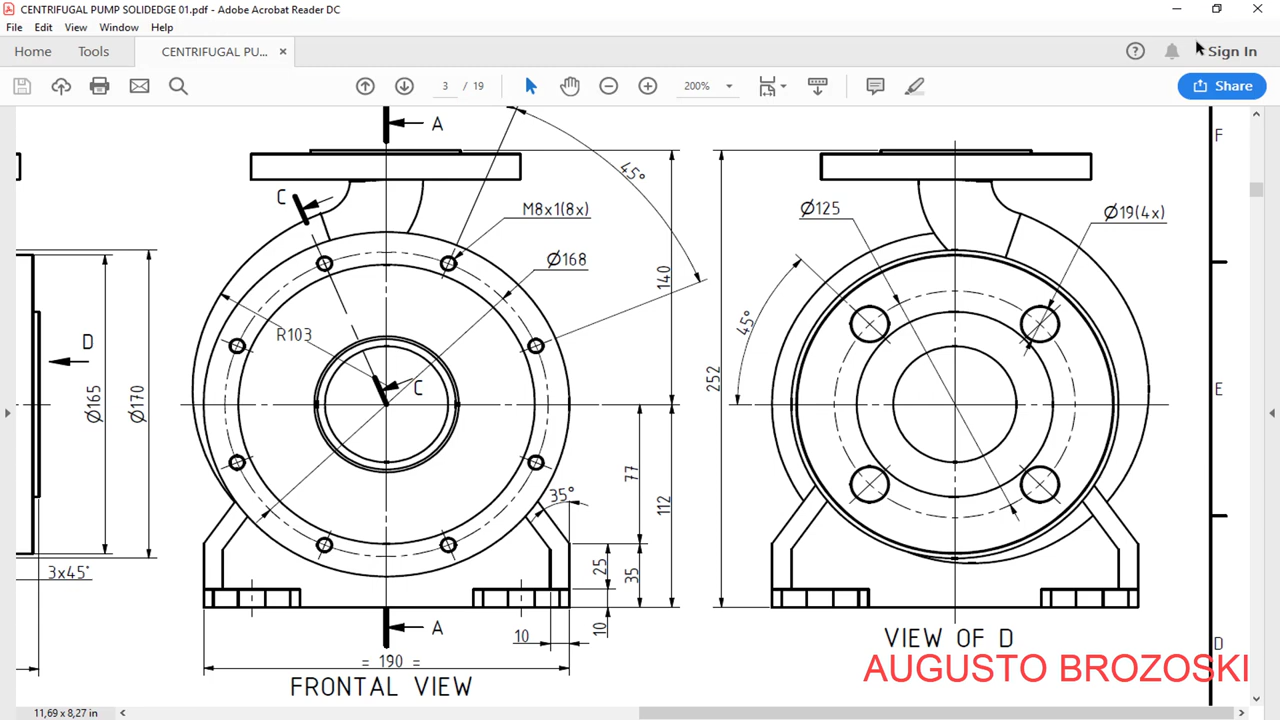 CENTRIFUGAL PUMP SOLIDEDGE 01.pdf - Adobe Acrobat Reader DC
File Edit View Window Help
Home Tools CENTRIFUGAL PU... × Sign In
3 / 19 200% Share
A
F
45°
C
M8x1(8x)
Ø125
Ø19(4x)
Ø168
140
45°
R103
D
C
E
Ø165
Ø170
252
77
35°
112
3x45°
25
35
10
10
A
= 190 =
FRONTAL VIEW
VIEW OF D
D
AUGUSTO BROZOSKI
11,69 x 8,27 in